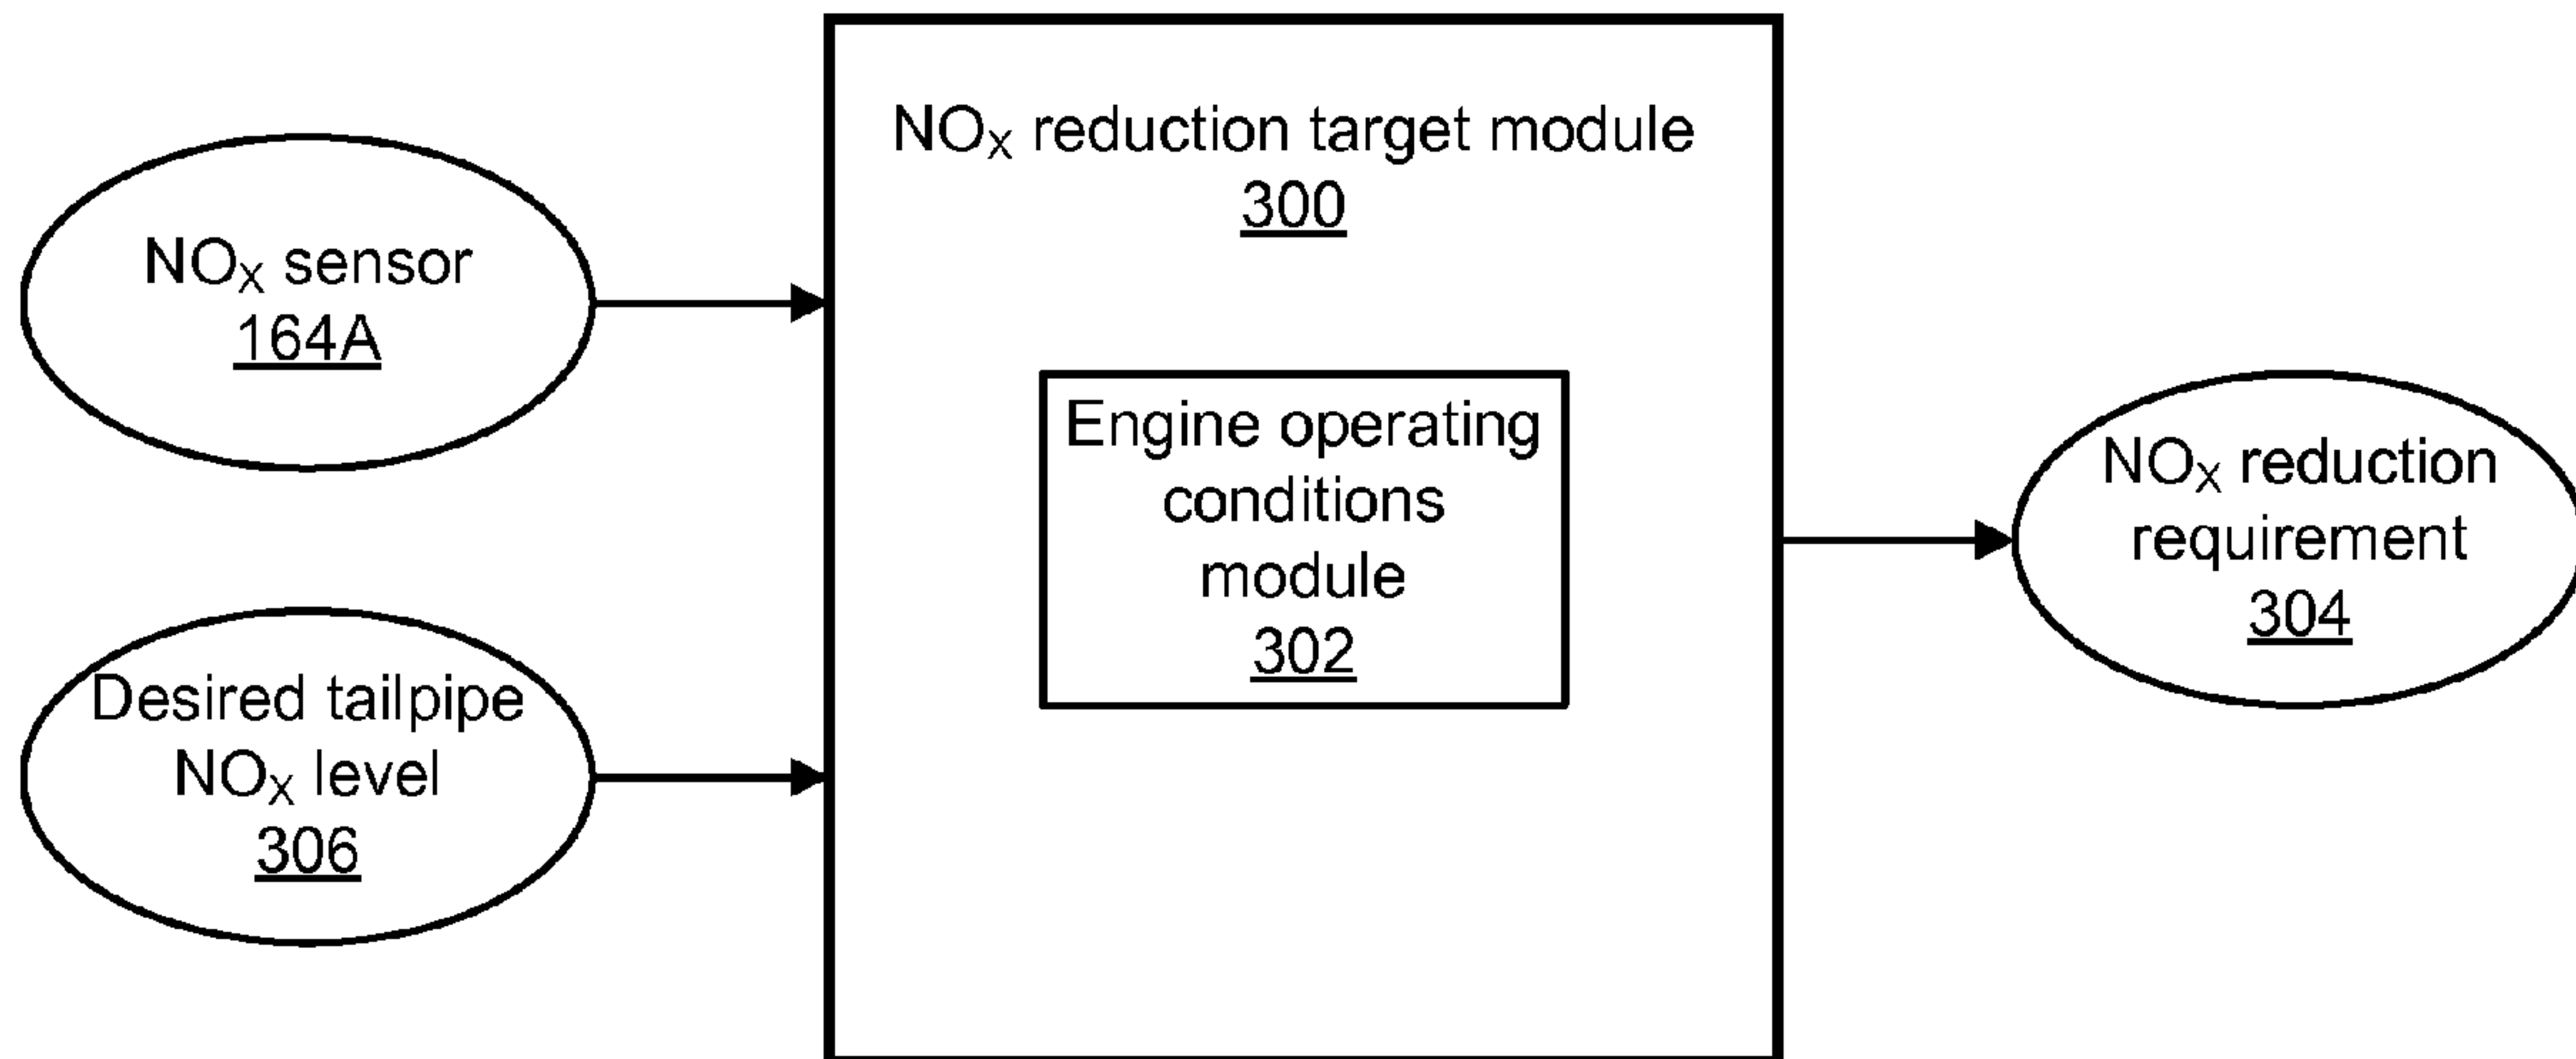 NOX sensor
164A
Desired tailpipe
NOX level
306
NOX reduction target module
300
Engine operating
conditions
module
302
NOX reduction
requirement
304